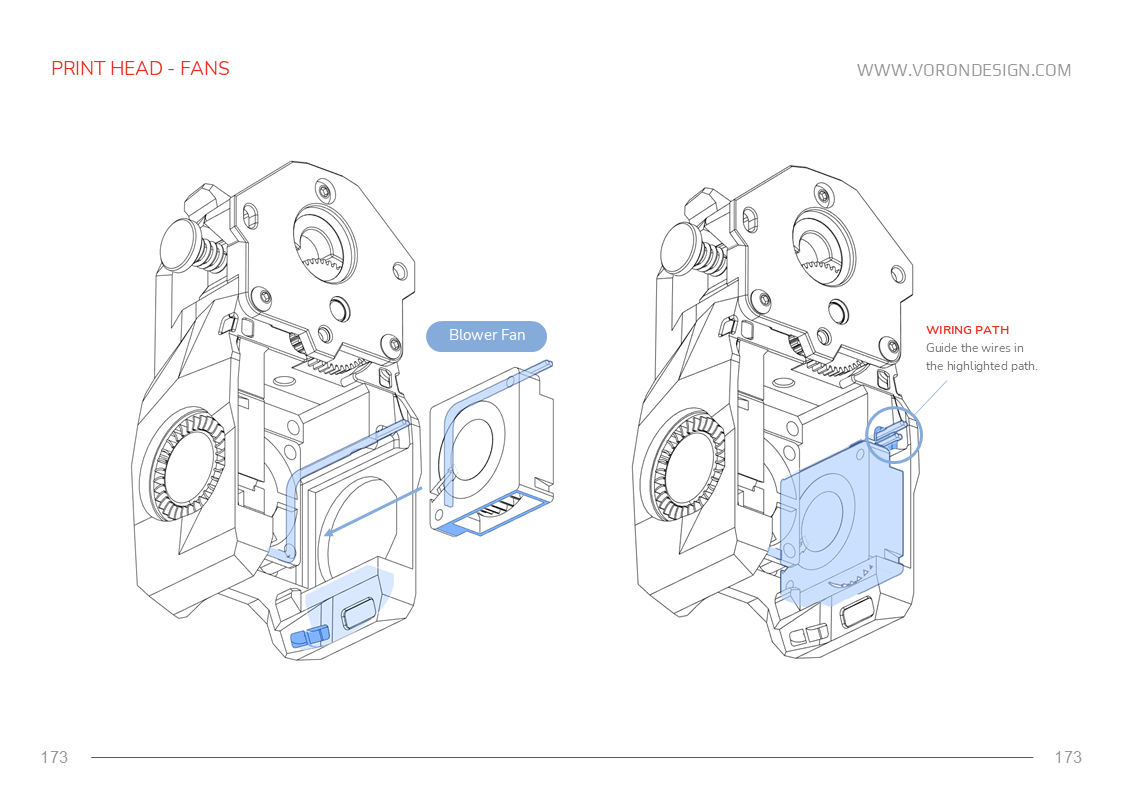 PRINT HEAD - FANS
WWW.VORONDESIGN.COM
Blower Fan
WIRING PATH
Guide the wires in
the highlighted path.
173
173